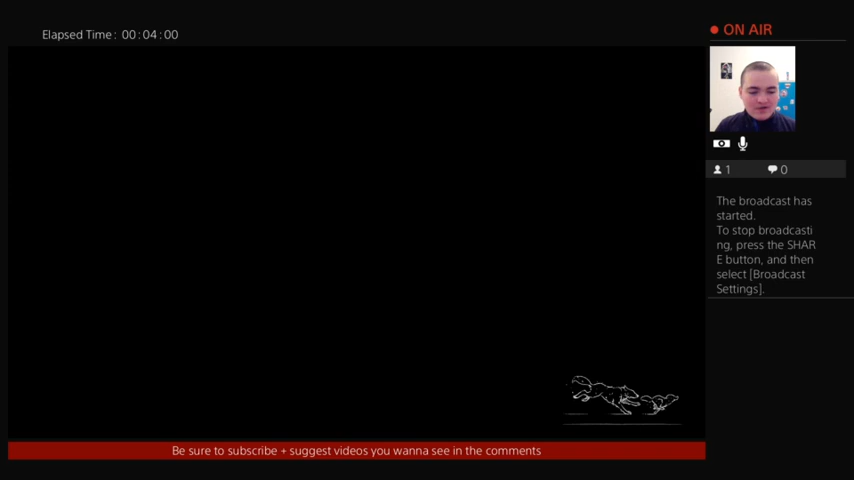 Elapsed Time: 00:04:00
ON AIR
1
0
The broadcast has
started.
To stop broadcasti
ng, press the SHAR
E button, and then
select [Broadcast
Settings].
Be sure to subscribe + suggest videos you wanna see in the comments